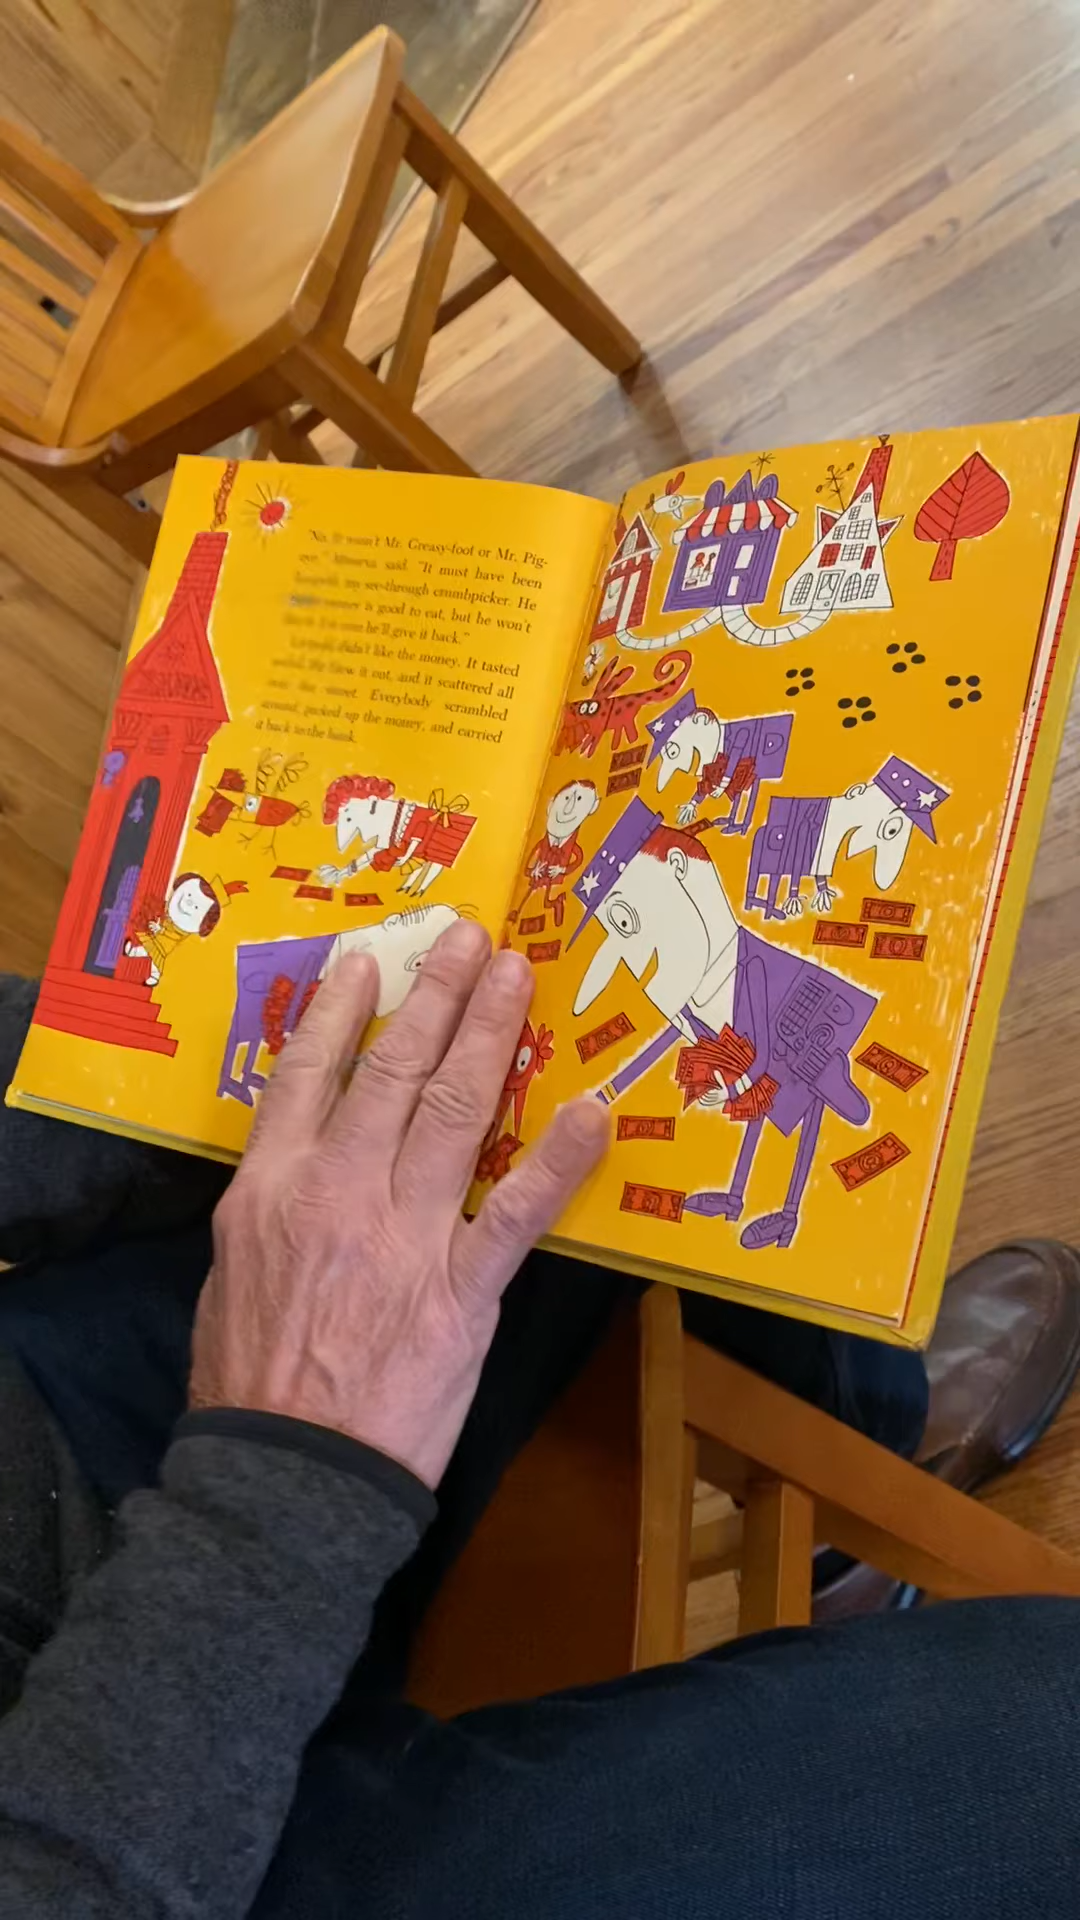 "No. It wasn't Mr. Greasy-foot or Mr. Pig-
eye," Minerva said. "It must have been
my see-through crumbpicker. He
money is good to eat, but he won't
he'll give it back."
didn't like the money. It tasted
He blew it out, and it scattered all
over the street. Everybody scrambled
around, picked up the money, and carried
it back to the bank.